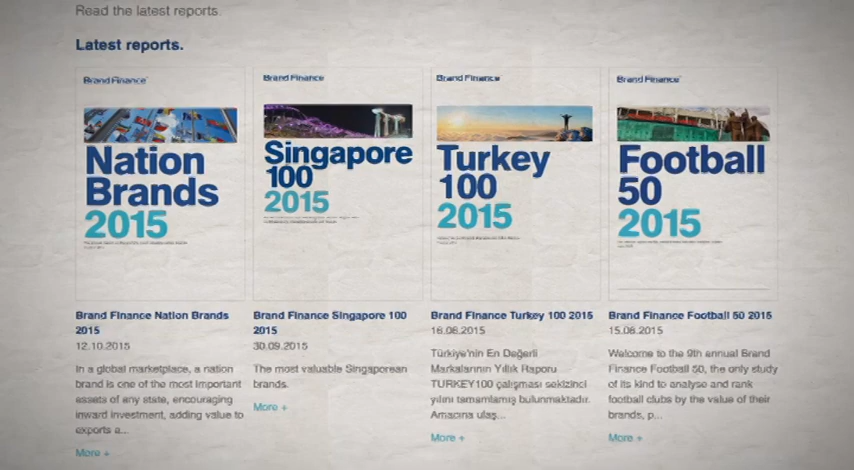 Read the latest reports.
Latest reports.
Brand Finance
Nation
Brands
2015
Brand Finance
Singapore
100
2015
Brand Finance
Turkey
100
2015
Brand Finance
Football
50
2015
Brand Finance Nation Brands
2015
12.10.2015
In a global marketplace, a nation
brand is one of the most important
assets of any state, encouraging
inward investment, adding value to
exports a...
More +
Brand Finance Singapore 100
2015
30.09.2015
The most valuable Singaporean
brands.
More +
Brand Finance Turkey 100 2015
16.06.2015
Türkiye'nin En Değerli
Markalarının Yıllık Raporu
TURKEY100 çalışması sekizinci
yılını tamamlamış bulunmaktadır.
Amacına ulaş...
More +
Brand Finance Football 50 2015
15.06.2015
Welcome to the 9th annual Brand
Finance Football 50, the only study
of its kind to analyse and rank
football clubs by the value of their
brands, p...
More +